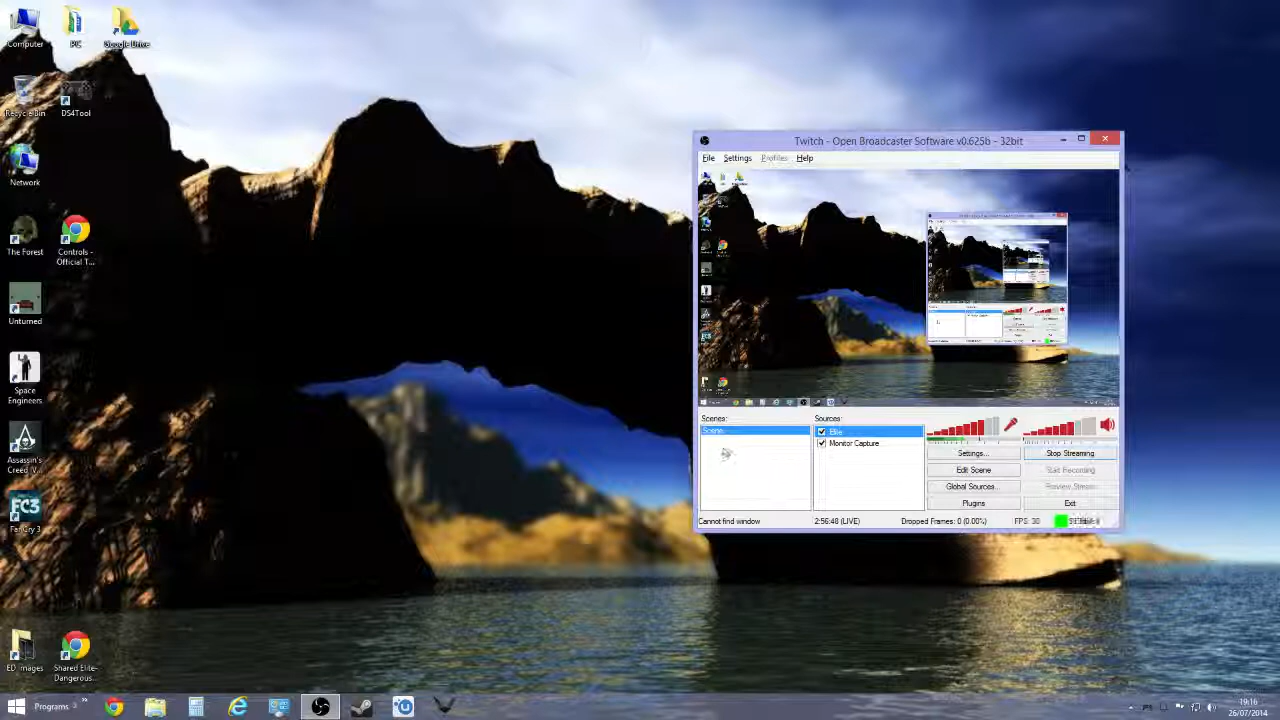 Computer
PC
Google Drive
Recycle Bin
DS4Tool
Network
The Forest
Controls -
Official T...
Unturned
Space
Engineers
Assassin's
Creed IV...
FC3
Far Cry 3
ED images
Shared Elite-
Dangerous...
Twitch - Open Broadcaster Software v0.625b - 32bit
File Settings Profiles Help
Scenes:
Scene
Sources:
Elite
Monitor Capture
Settings...
Stop Streaming
Edit Scene
Start Recording
Global Sources...
Preview Stream
Plugins
Exit
Cannot find window
2:56:48 (LIVE)
Dropped Frames: 0 (0.00%)
FPS: 30
Programs
19:16
26/07/2014